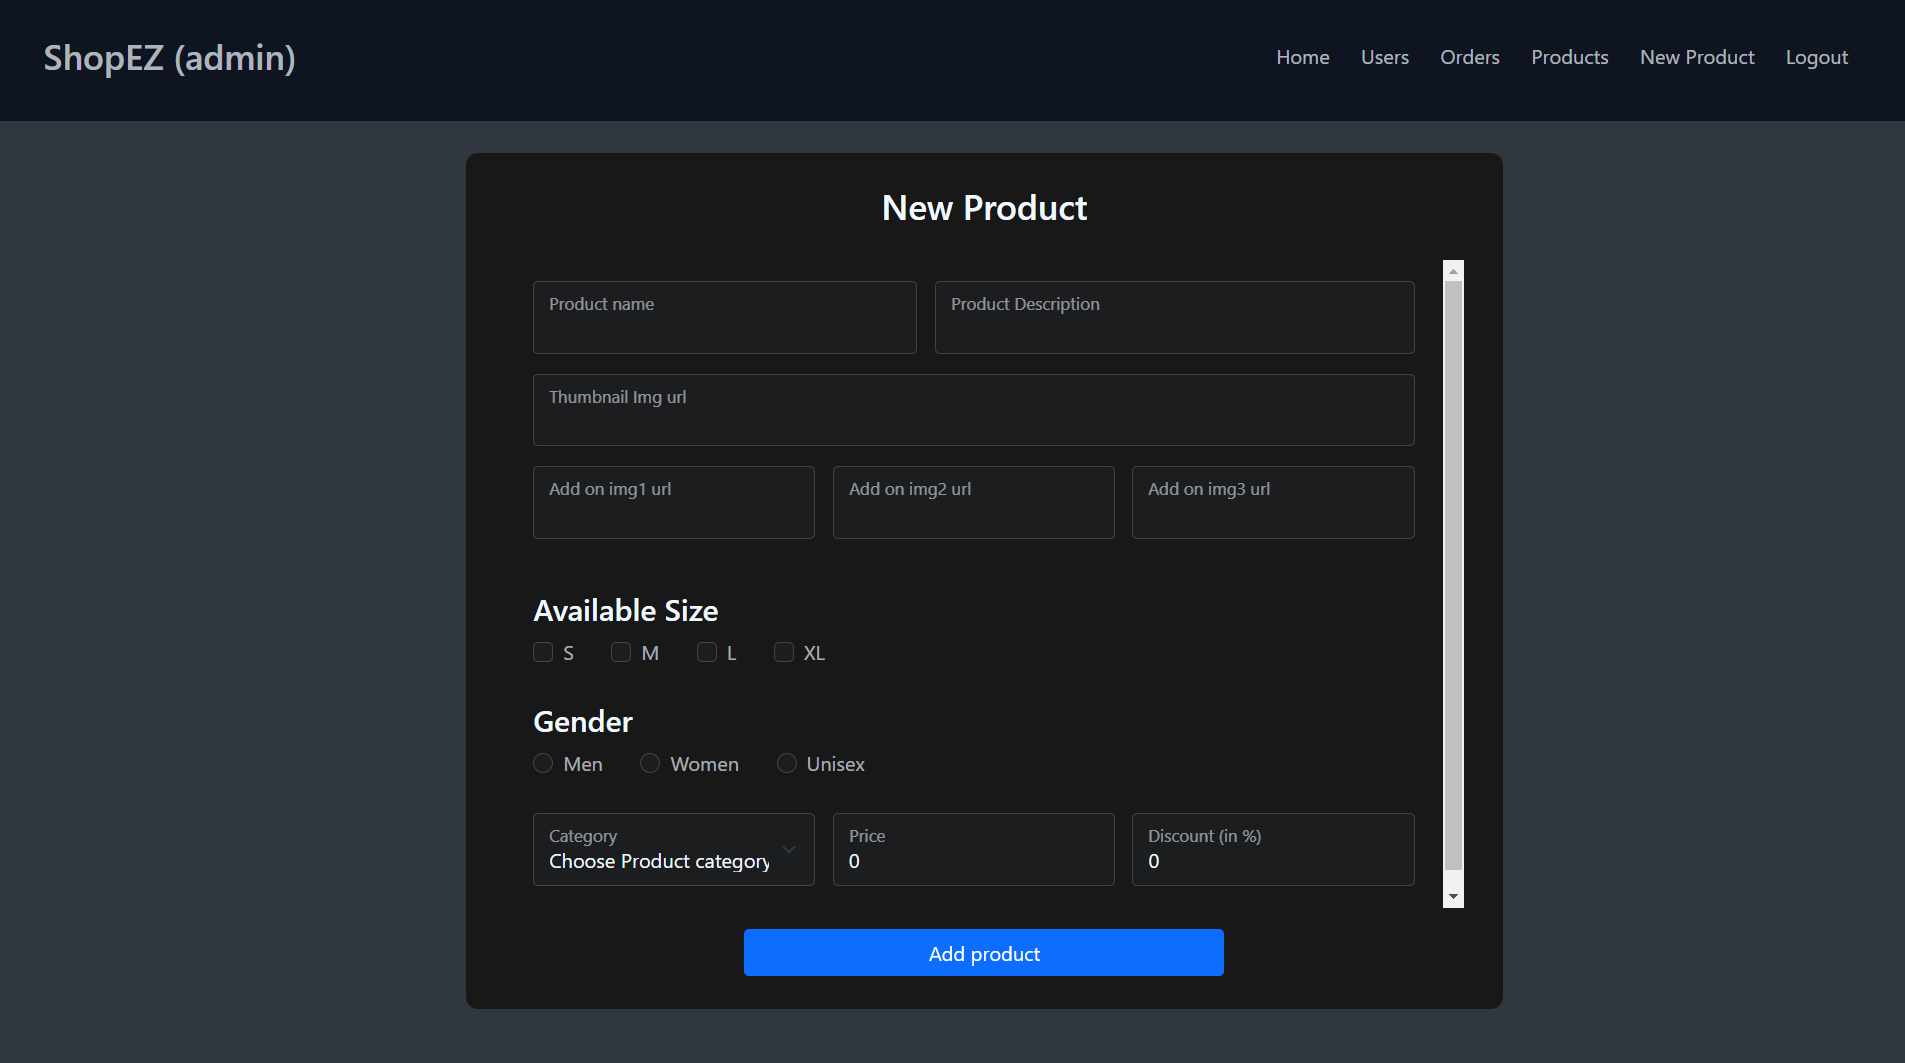 ShopEZ (admin)
Home Users Orders Products New Product Logout
New Product
Product name Product Description
Thumbnail Img url
Add on img1 url Add on img2 url Add on img3 url
Available Size
S M L XL
Gender
Men Women Unisex
Category Price Discount (in %)
Choose Product category 0 0
Add product